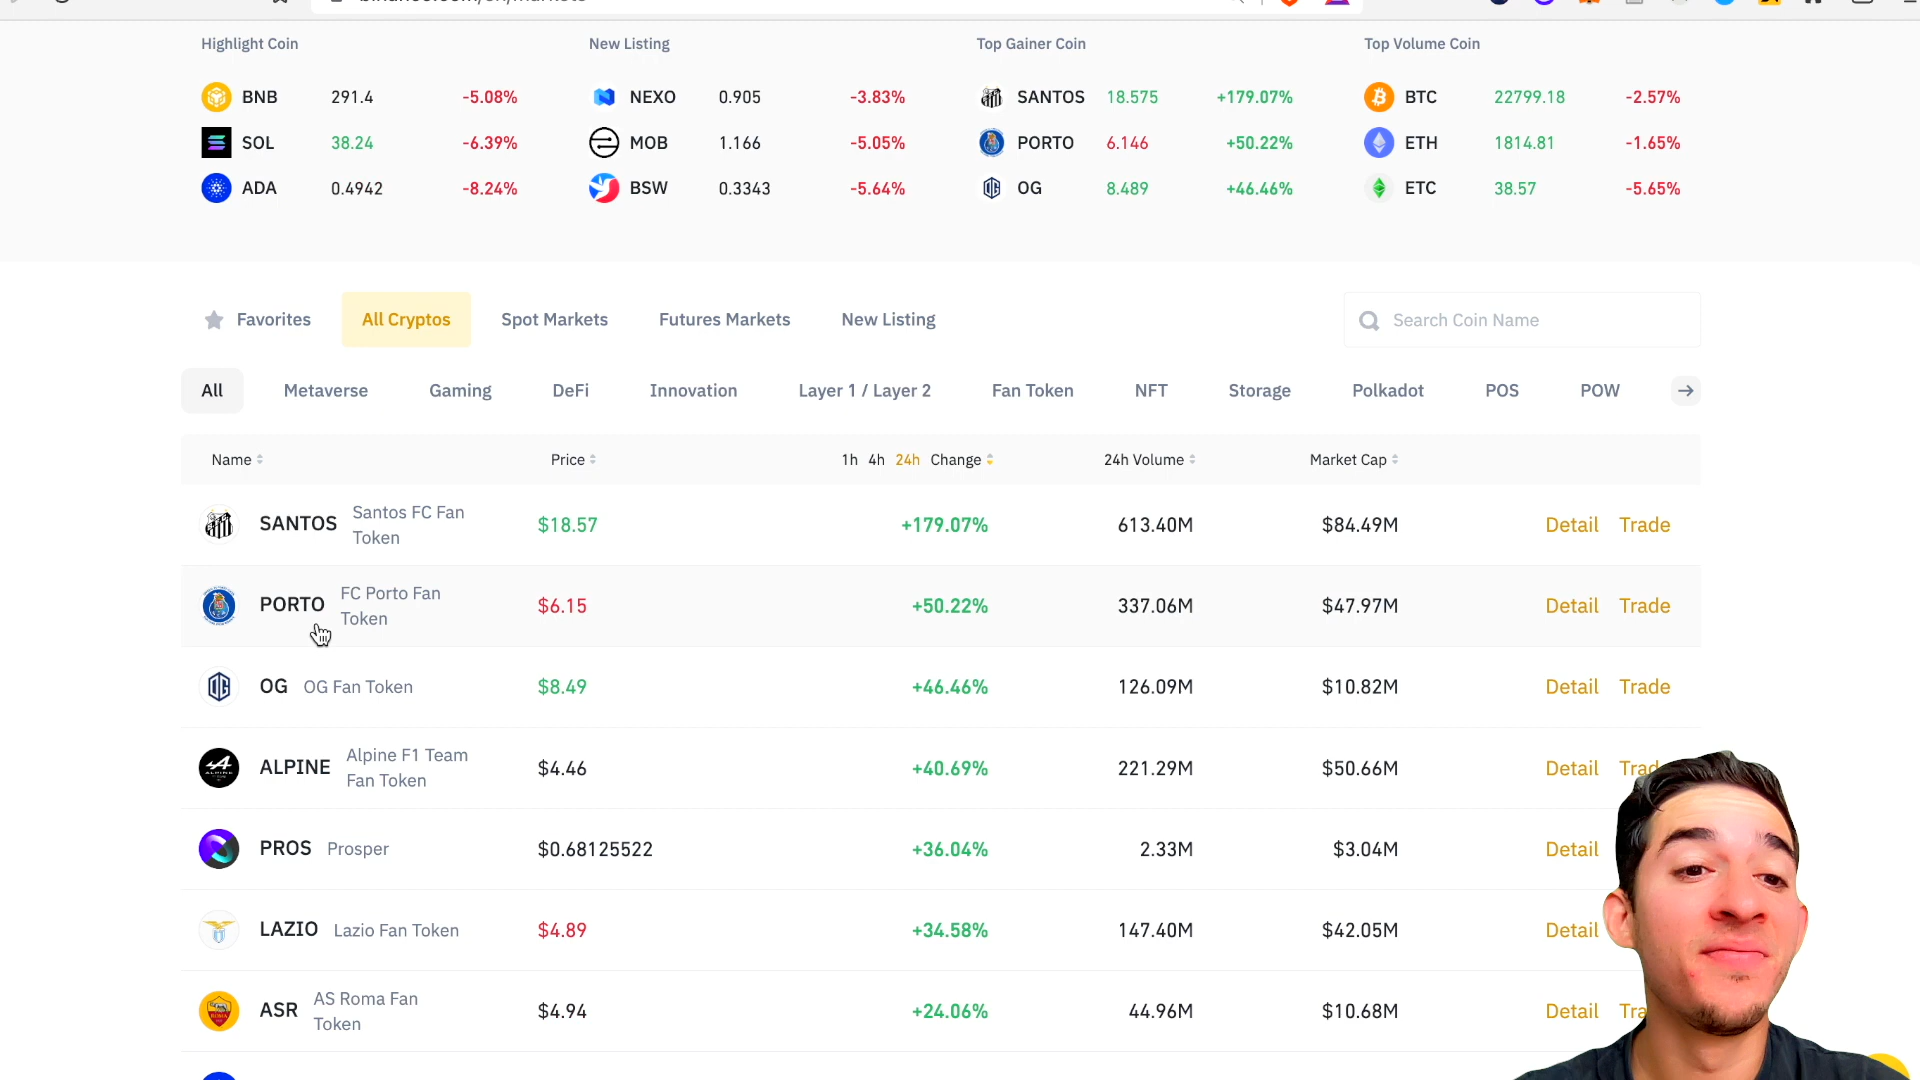 Highlight Coin New Listing Top Gainer Coin Top Volume Coin
BNB 291.4 -5.08% NEXO 0.905 -3.83% SANTOS 18.575 +179.07% BTC 22799.18 -2.57%
SOL 38.24 -6.39% MOB 1.166 -5.05% PORTO 6.146 +50.22% ETH 1814.81 -1.65%
ADA 0.4942 -8.24% BSW 0.3343 -5.64% OG 8.489 +46.46% ETC 38.57 -5.65%
Favorites All Cryptos Spot Markets Futures Markets New Listing Search Coin Name
All Metaverse Gaming DeFi Innovation Layer 1 / Layer 2 Fan Token NFT Storage Polkadot POS POW
Name Price 1h 4h 24h Change 24h Volume Market Cap
SANTOS Santos FC Fan Token $18.57 +179.07% 613.40M $84.49M Detail Trade
PORTO FC Porto Fan Token $6.15 +50.22% 337.06M $47.97M Detail Trade
OG OG Fan Token $8.49 +46.46% 126.09M $10.82M Detail Trade
ALPINE Alpine F1 Team Fan Token $4.46 +40.69% 221.29M $50.66M Detail Trad
PROS Prosper $0.68125522 +36.04% 2.33M $3.04M Detail
LAZIO Lazio Fan Token $4.89 +34.58% 147.40M $42.05M Detail
ASR AS Roma Fan Token $4.94 +24.06% 44.96M $10.68M Detail Tra